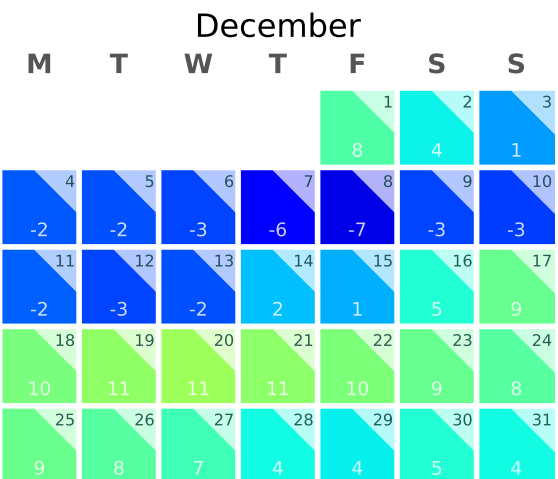 December
M T W T F S S
1 2 3
8 4 1
4 5 6 7 8 9 10
-2 -2 -3 -6 -7 -3 -3
11 12 13 14 15 16 17
-2 -3 -2 2 1 5 9
18 19 20 21 22 23 24
10 11 11 11 10 9 8
25 26 27 28 29 30 31
9 8 7 4 4 5 4